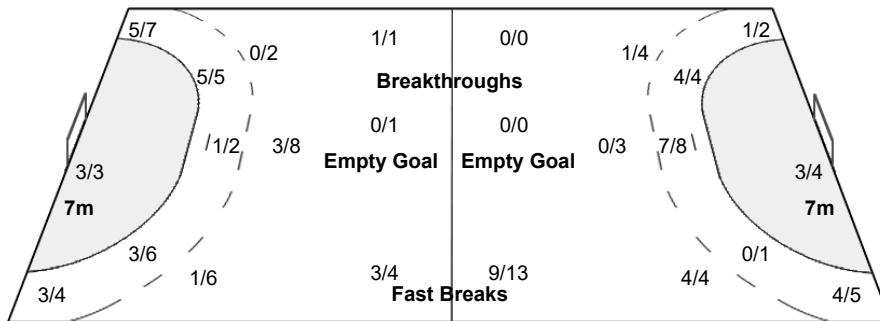 5/7 1/1 0/0 1/2
0/2 1/4
5/5 Breakthroughs 4/4
0/1 0/0
1/2 3/8 0/3 7/8
Empty Goal Empty Goal
3/3 3/4
7m 7m
3/6 0/1
1/6 3/4 9/13 4/4
3/4 Fast Breaks 4/5